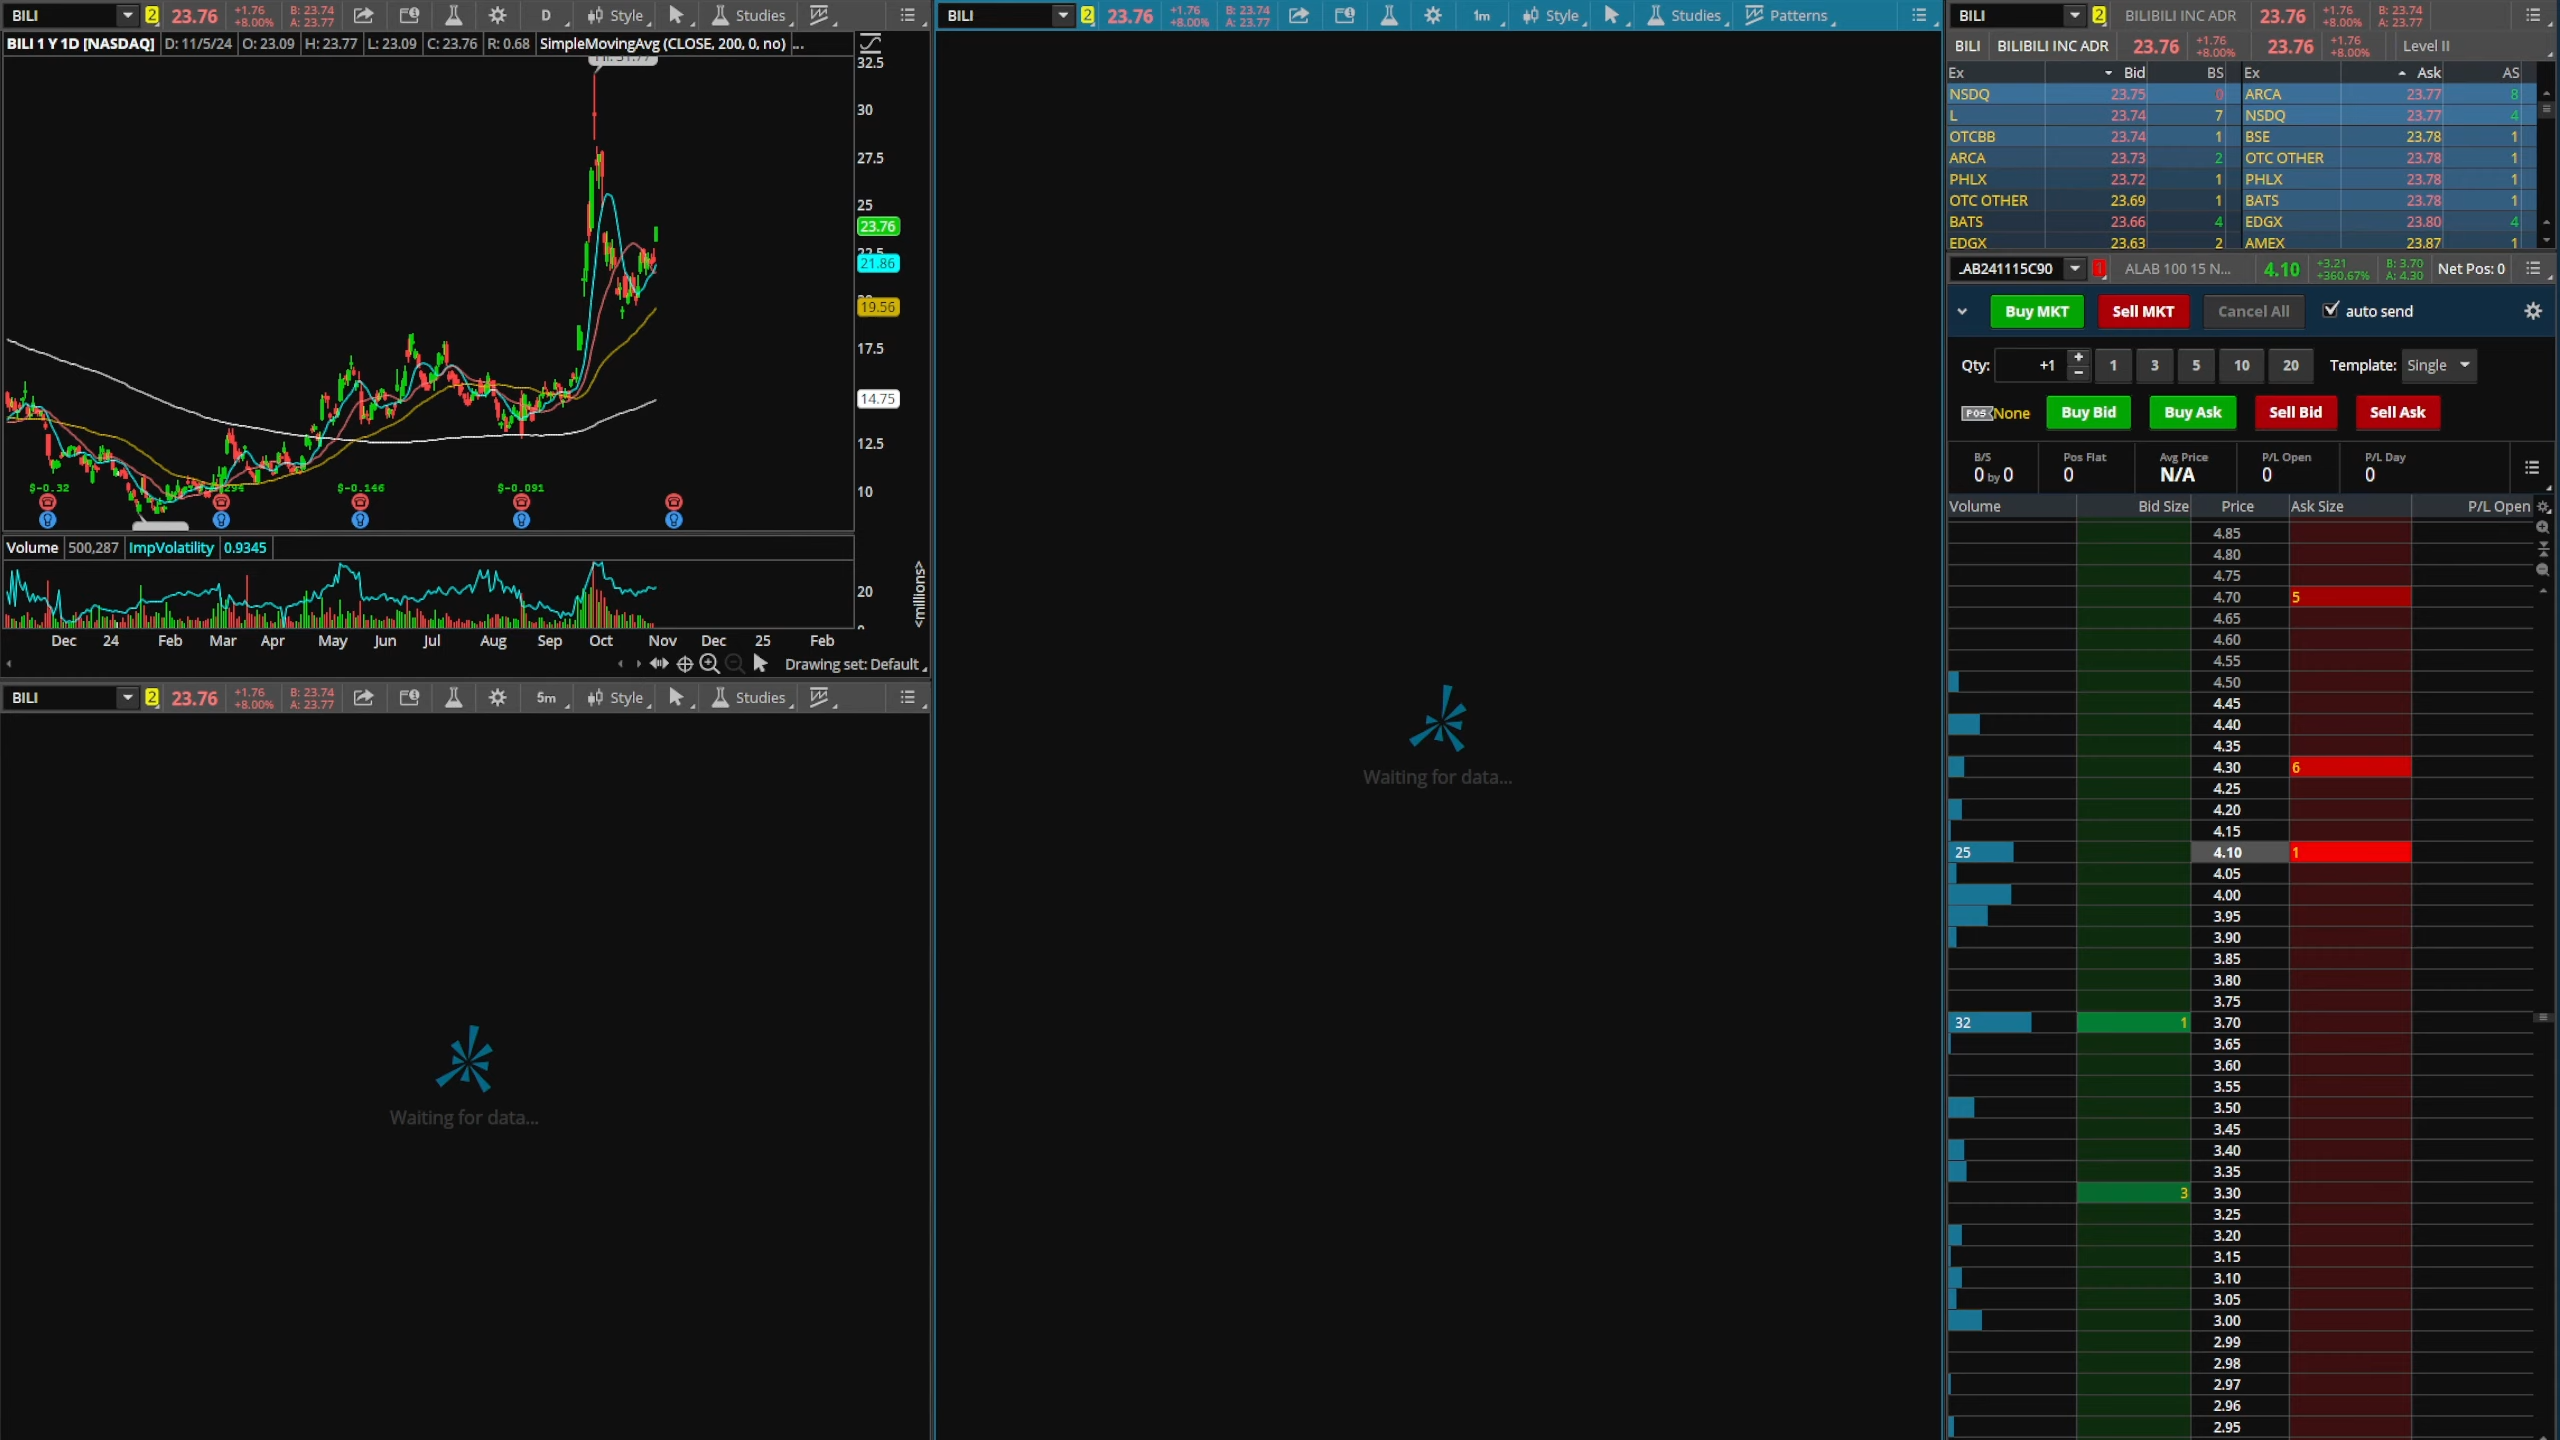 BILI 2 23.76 +1.76 +8.00% B: 23.74 A: 23.77 D Style Studies
BILI 1 Y 1D [NASDAQ] D: 11/5/24 O: 23.09 H: 23.77 L: 23.09 C: 23.76 R: 0.68 SimpleMovingAvg (CLOSE, 200, 0, no) ...
32.5
30
27.5
25
23.76
21.86
19.56
17.5
14.75
12.5
10
$-0.32 $-0.146 $-0.091
Volume 500,287 ImpVolatility 0.9345
20
<millions>
Dec 24 Feb Mar Apr May Jun Jul Aug Sep Oct Nov Dec 25 Feb
Drawing set: Default
BILI 2 23.76 +1.76 +8.00% B: 23.74 A: 23.77 5m Style Studies
Waiting for data...
BILI 2 23.76 +1.76 +8.00% B: 23.74 A: 23.77 1m Style Studies Patterns
Waiting for data...
BILI 2 BILIBILI INC ADR 23.76 +1.76 +8.00% B: 23.74 A: 23.77
BILI BILIBILI INC ADR 23.76 +1.76 +8.00% 23.76 +1.76 +8.00% Level II
Ex Bid BS Ex Ask AS
NSDQ 23.75 0 ARCA 23.77 8
L 23.74 7 NSDQ 23.77 4
OTCBB 23.74 1 BSE 23.78 1
ARCA 23.73 2 OTC OTHER 23.78 1
PHLX 23.72 1 PHLX 23.78 1
OTC OTHER 23.69 1 BATS 23.78 1
BATS 23.66 4 EDGX 23.80 4
EDGX 23.63 2 AMEX 23.87 1
AB241115C90 1 ALAB 100 15 N... 4.10 +3.21 +360.67% B: 3.70 A: 4.30 Net Pos: 0
Buy MKT Sell MKT Cancel All auto send
Qty: +1 1 3 5 10 20 Template: Single
POS None Buy Bid Buy Ask Sell Bid Sell Ask
B/S Pos Flat Avg Price P/L Open P/L Day
0 by 0 0 N/A 0 0
Volume Bid Size Price Ask Size P/L Open
4.85
4.80
4.75
4.70 5
4.65
4.60
4.55
4.50
4.45
4.40
4.35
4.30 6
4.25
4.20
4.15
25 4.10 1
4.05
4.00
3.95
3.90
3.85
3.80
3.75
32 1 3.70
3.65
3.60
3.55
3.50
3.45
3.40
3.35
3 3.30
3.25
3.20
3.15
3.10
3.05
3.00
2.99
2.98
2.97
2.96
2.95